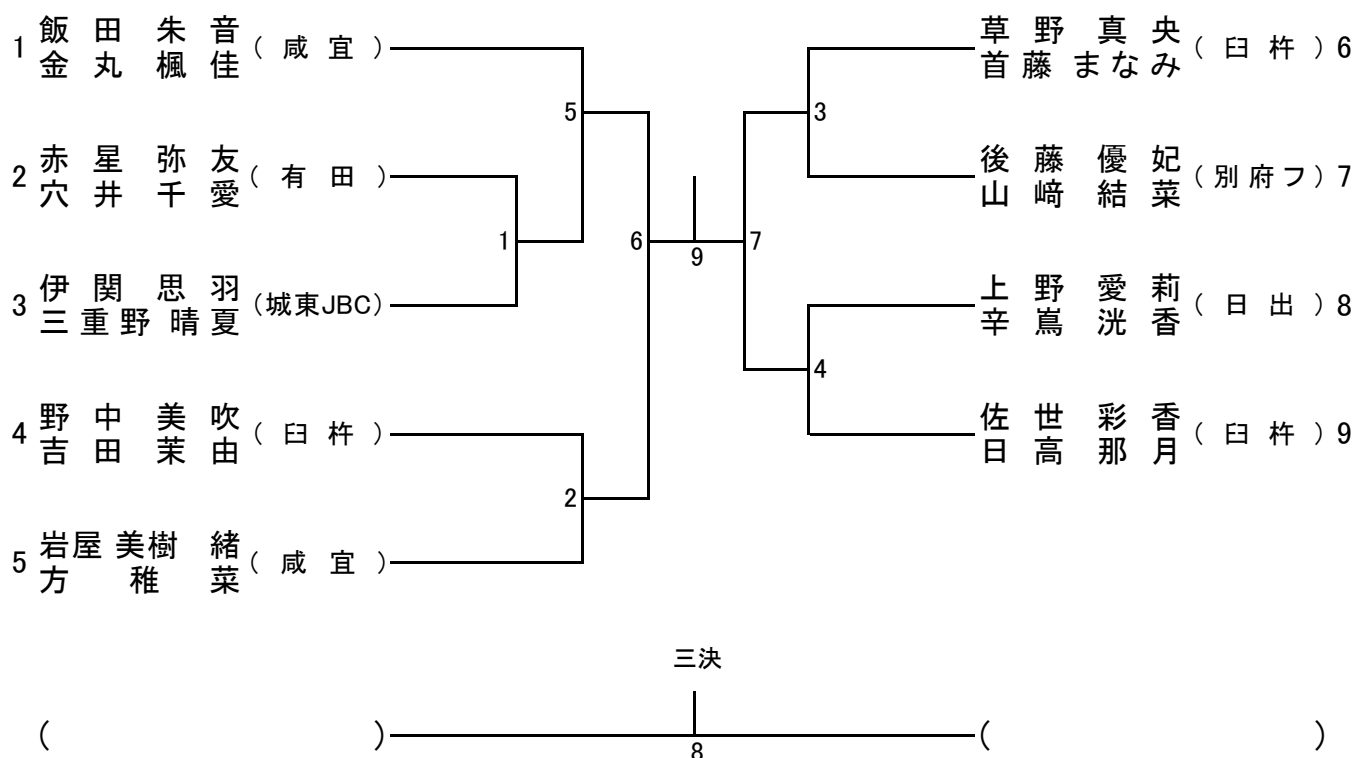 1 飯田 朱音 (咸宜)
金丸 楓佳
2 赤星 弥友 (有田)
穴井 千愛
3 伊関 思羽 (城東JBC)
三重野 晴夏
4 野中 美吹 (臼杵)
吉田 茉由
5 岩屋 美樹緒 (咸宜)
方 稚菜
5
1
6
2
9
草野 真央 (臼杵) 6
首藤 まなみ
後藤 優妃 (別府フ) 7
山﨑 結菜
上野 愛莉 (日出) 8
辛嶌 洸香
佐世 彩香 (臼杵) 9
日高 那月
3
7
4
三決
( ) ( )
8